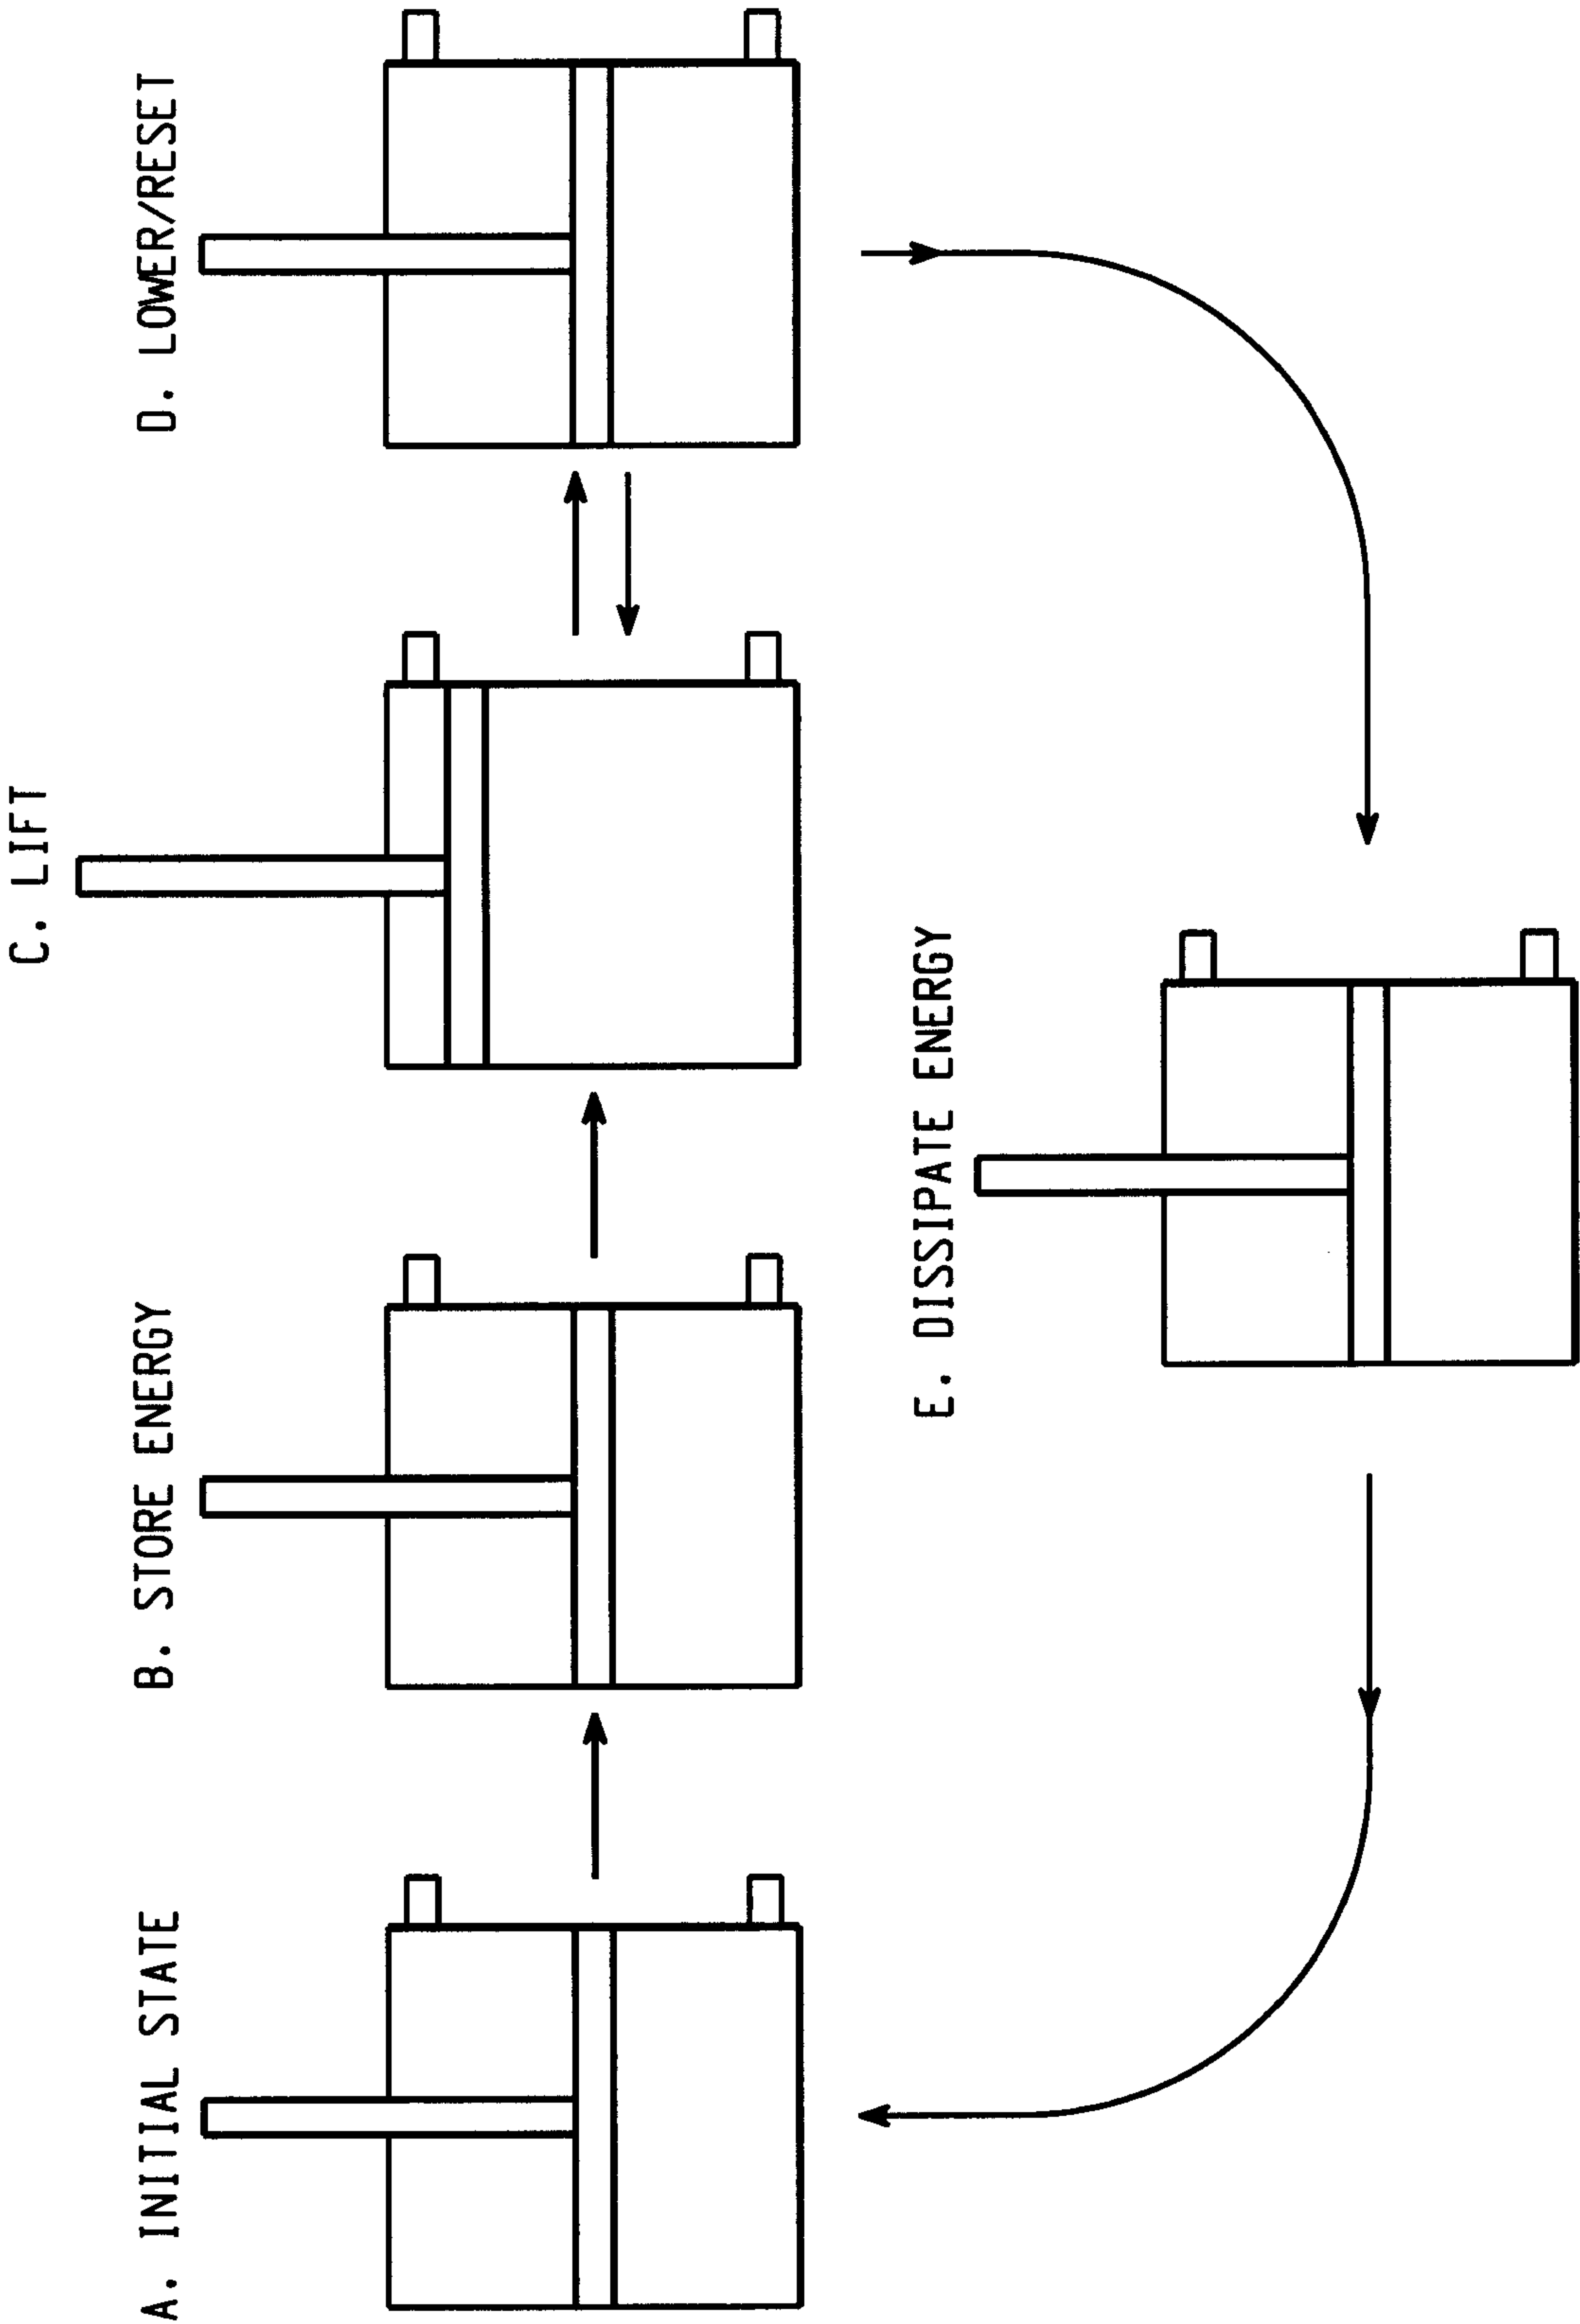 A. INITIAL STATE
B. STORE ENERGY
C. LIFT
D. LOWER/RESET
E. DISSIPATE ENERGY